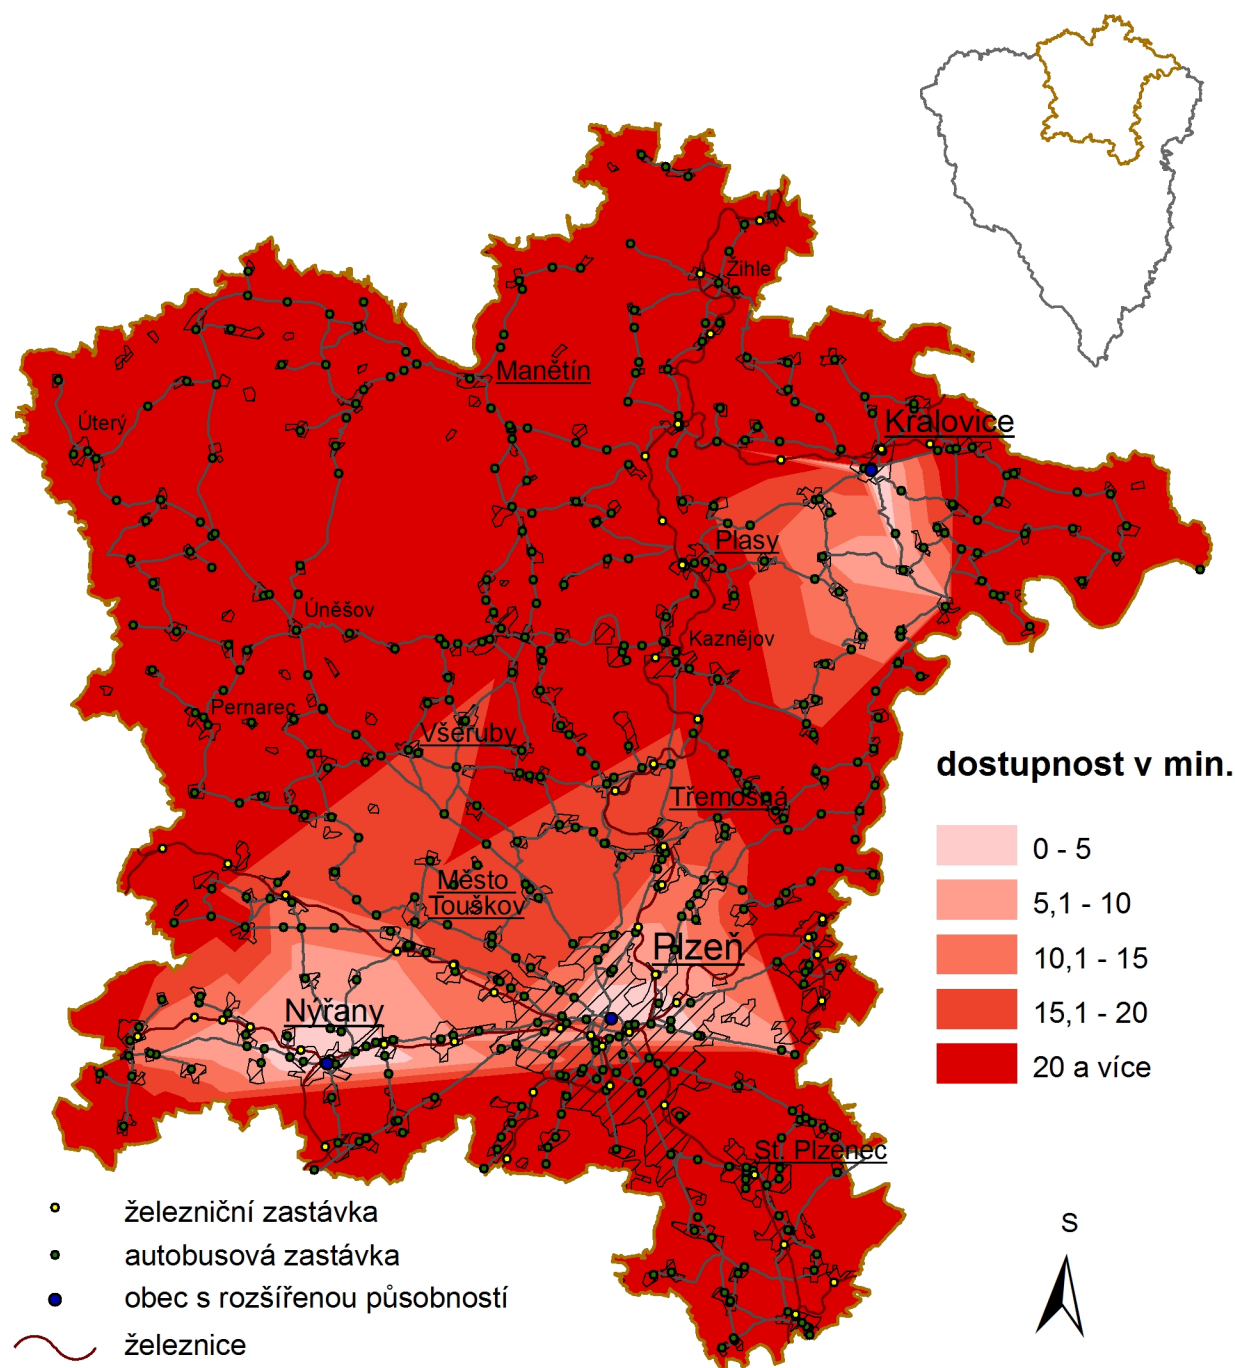 Žihle
Manětín
Kralovice
Úterý
Plasy
Úněšov
Kaznějov
Pernarec
Všeruby
dostupnost v min.
Třemošná
0 - 5
Město
Touškov
5,1 - 10
Plzeň
10,1 - 15
Nýřany
15,1 - 20
20 a více
St. Plzenec
železniční zastávka
S
autobusová zastávka
obec s rozšířenou působností
železnice